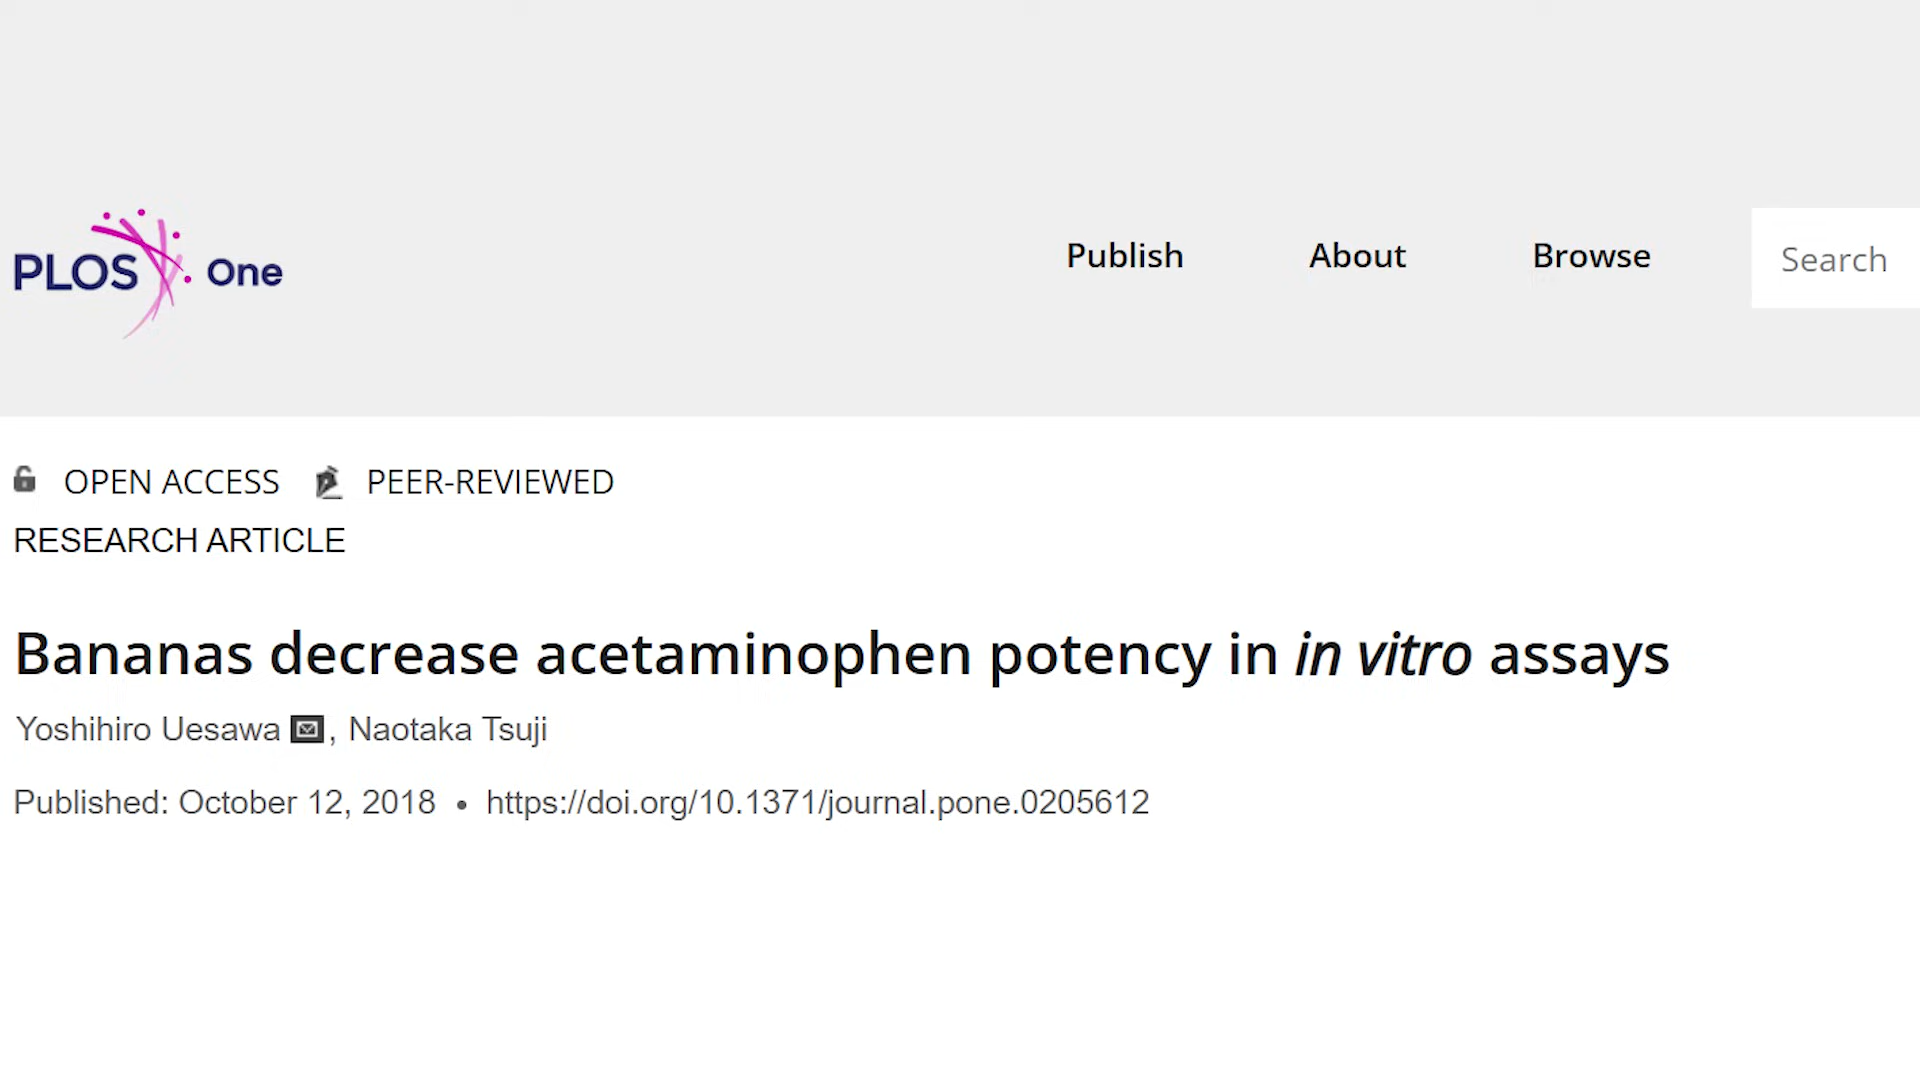 PLOS One
Publish About Browse Search
OPEN ACCESS PEER-REVIEWED
RESEARCH ARTICLE
Bananas decrease acetaminophen potency in in vitro assays
Yoshihiro Uesawa , Naotaka Tsuji
Published: October 12, 2018 • https://doi.org/10.1371/journal.pone.0205612